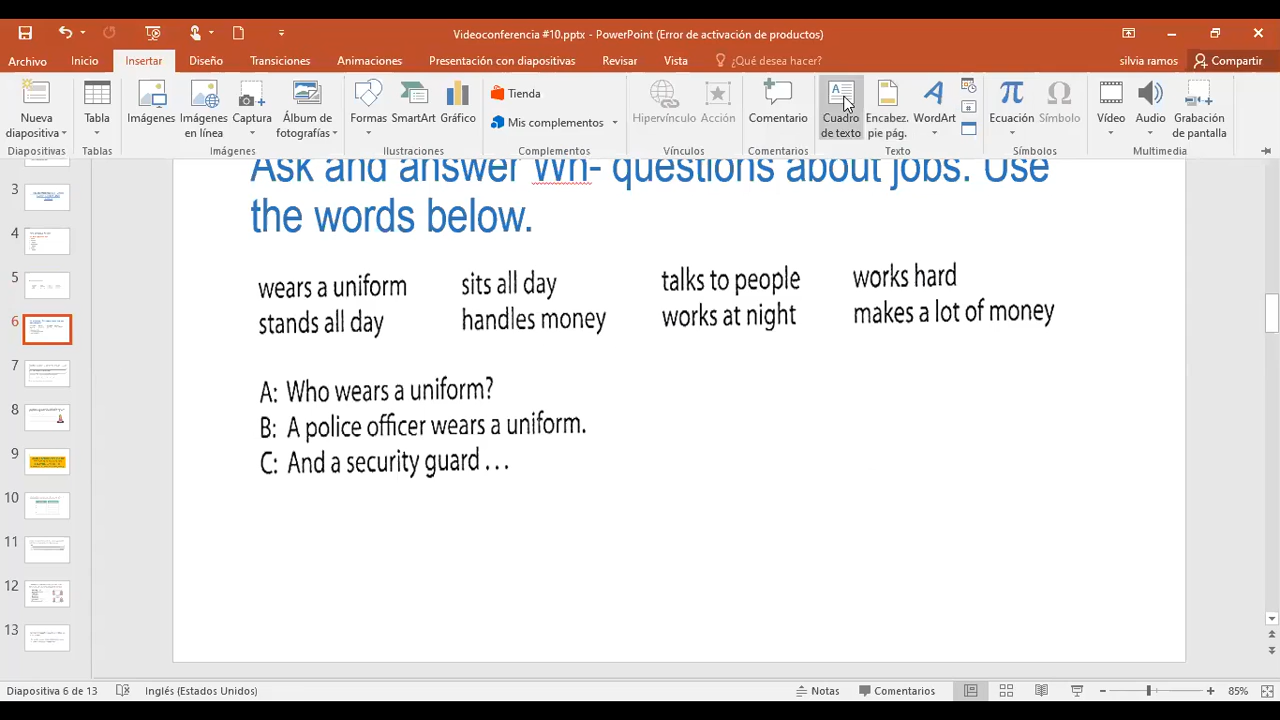 Videoconferencia #10.pptx - PowerPoint (Error de activación de productos)
Archivo Inicio Insertar Diseño Transiciones Animaciones Presentación con diapositivas Revisar Vista ¿Qué desea hacer? silvia ramos Compartir
Nueva diapositiva Tabla Imágenes Imágenes en línea Captura Álbum de fotografías Formas SmartArt Gráfico Tienda Mis complementos Hipervínculo Acción Comentario Cuadro de texto Encabez. pie pág. WordArt Ecuación Símbolo Vídeo Audio Grabación de pantalla
Diapositivas Tablas Imágenes Ilustraciones Complementos Vínculos Comentarios Texto Símbolos Multimedia
3
4
5
6
7
8
9
10
11
12
13
Ask and answer Wh- questions about jobs. Use
the words below.
wears a uniform sits all day talks to people works hard
stands all day handles money works at night makes a lot of money
A: Who wears a uniform?
B: A police officer wears a uniform.
C: And a security guard . . .
Diapositiva 6 de 13 Inglés (Estados Unidos) Notas Comentarios 85%